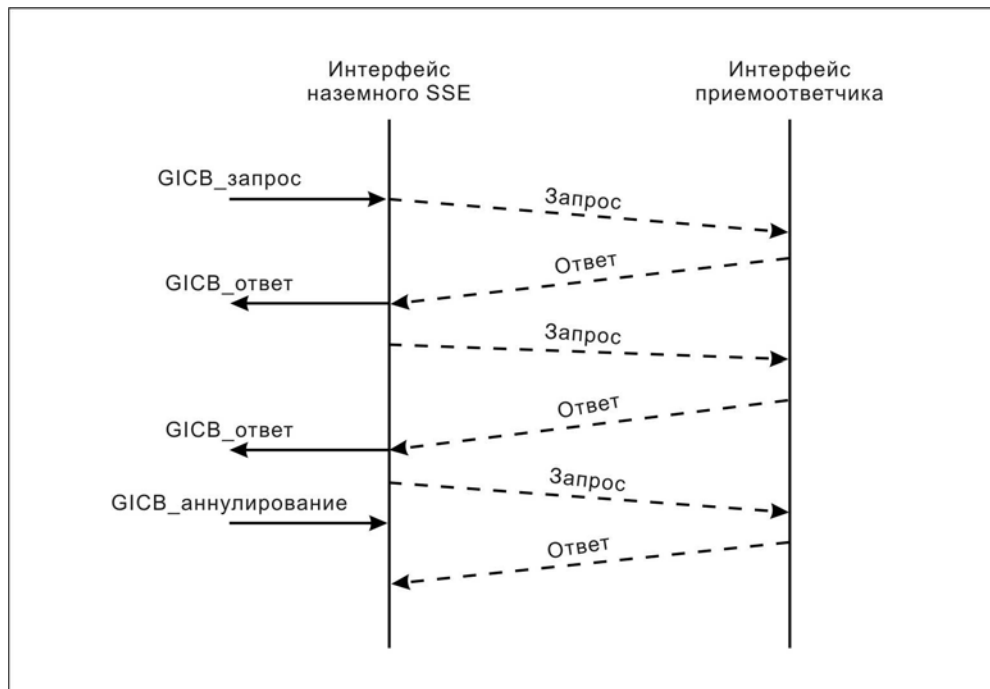 Интерфейс
наземного SSE
Интерфейс
приемоответчика
GICB_запрос
Запрос
Ответ
GICB_ответ
Запрос
Ответ
GICB_ответ
Запрос
GICB_аннулирование
Ответ